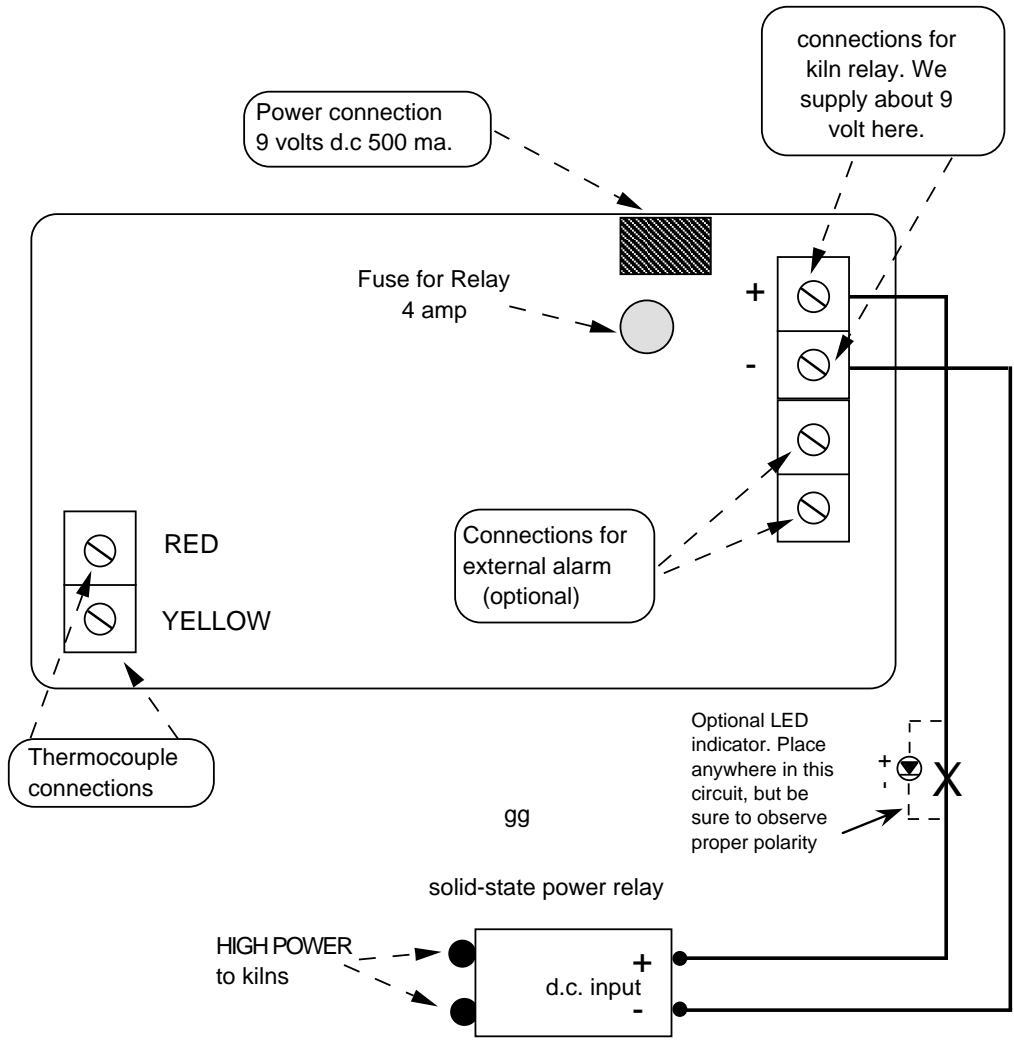 connections for
kiln relay. We
supply about 9
volt here.
Power connection
9 volts d.c 500 ma.
Fuse for Relay
4 amp
+
-
RED
YELLOW
Connections for
external alarm
(optional)
Thermocouple
connections
Optional LED
indicator. Place
anywhere in this
circuit, but be
sure to observe
proper polarity
+
-
X
gg
solid-state power relay
HIGH POWER
to kilns
+
d.c. input
-